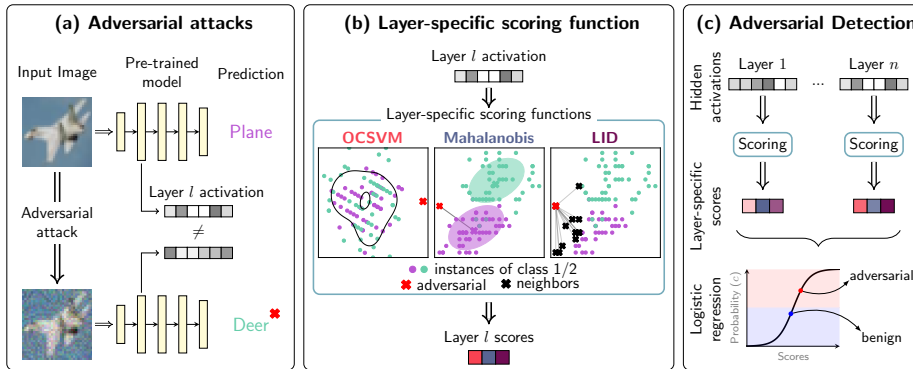 (a) Adversarial attacks
Input Image
Pre-trained
model
Prediction
Plane
Layer l activation
≠
Adversarial
attack
Deer
(b) Layer-specific scoring function
Layer l activation
Layer-specific scoring functions
OCSVM
Mahalanobis
LID
instances of class 1/2
adversarial
neighbors
Layer l scores
(c) Adversarial Detection
Hidden
activations
Layer 1
...
Layer n
Scoring
Scoring
Layer-specific
scores
Logistic
regression
Probability (c)
adversarial
benign
Scores